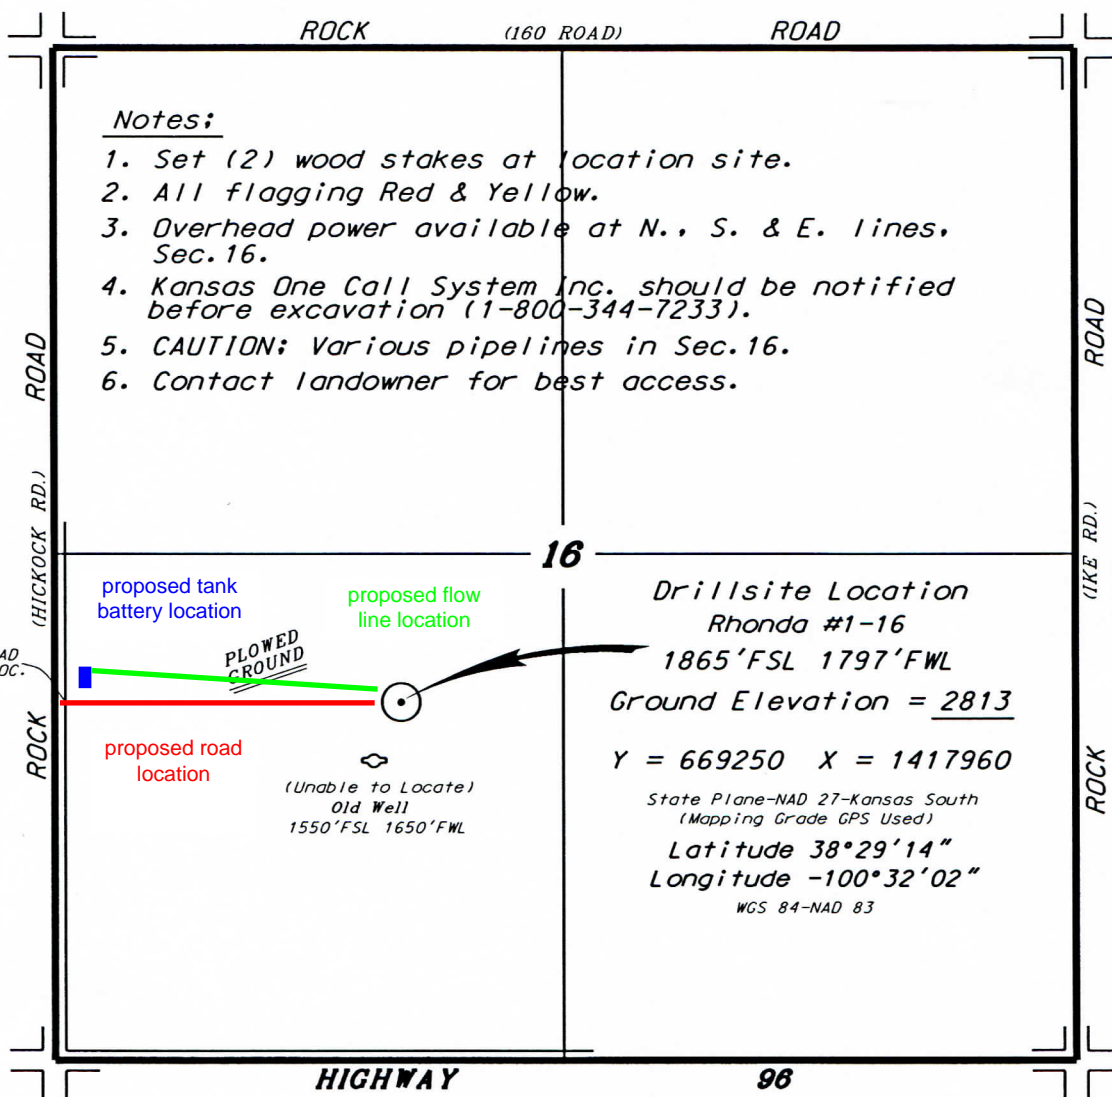 ROCK (160 ROAD) ROAD
Notes:
1. Set (2) wood stakes at location site.
2. All flagging Red & Yellow.
3. Overhead power available at N., S. & E. lines,
Sec. 16.
4. Kansas One Call System Inc. should be notified
before excavation (1-800-344-7233).
5. CAUTION: Various pipelines in Sec. 16.
6. Contact landowner for best access.
ROAD
(HICKOCK RD.)
ROCK
ROAD
(IKE RD.)
ROCK
16
proposed tank
battery location
proposed flow
line location
PLOWED
GROUND
proposed road
location
(Unable to Locate)
Old Well
1550'FSL 1650'FWL
Drillsite Location
Rhonda #1-16
1865'FSL 1797'FWL
Ground Elevation = 2813
Y = 669250 X = 1417960
State Plane-NAD 27-Kansas South
(Mapping Grade GPS Used)
Latitude 38°29'14"
Longitude -100°32'02"
WGS 84-NAD 83
HIGHWAY 96